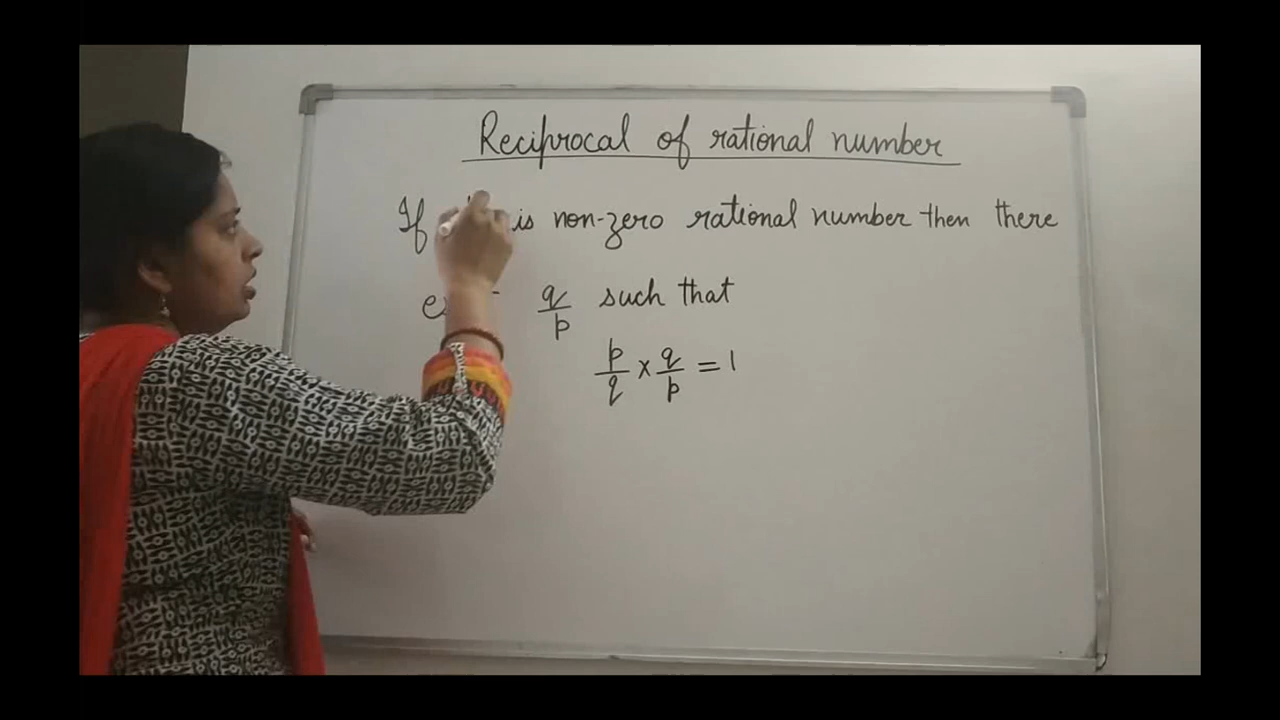 Reciprocal of rational number
If is non-zero rational number then there
q/p such that
p/q × q/p = 1